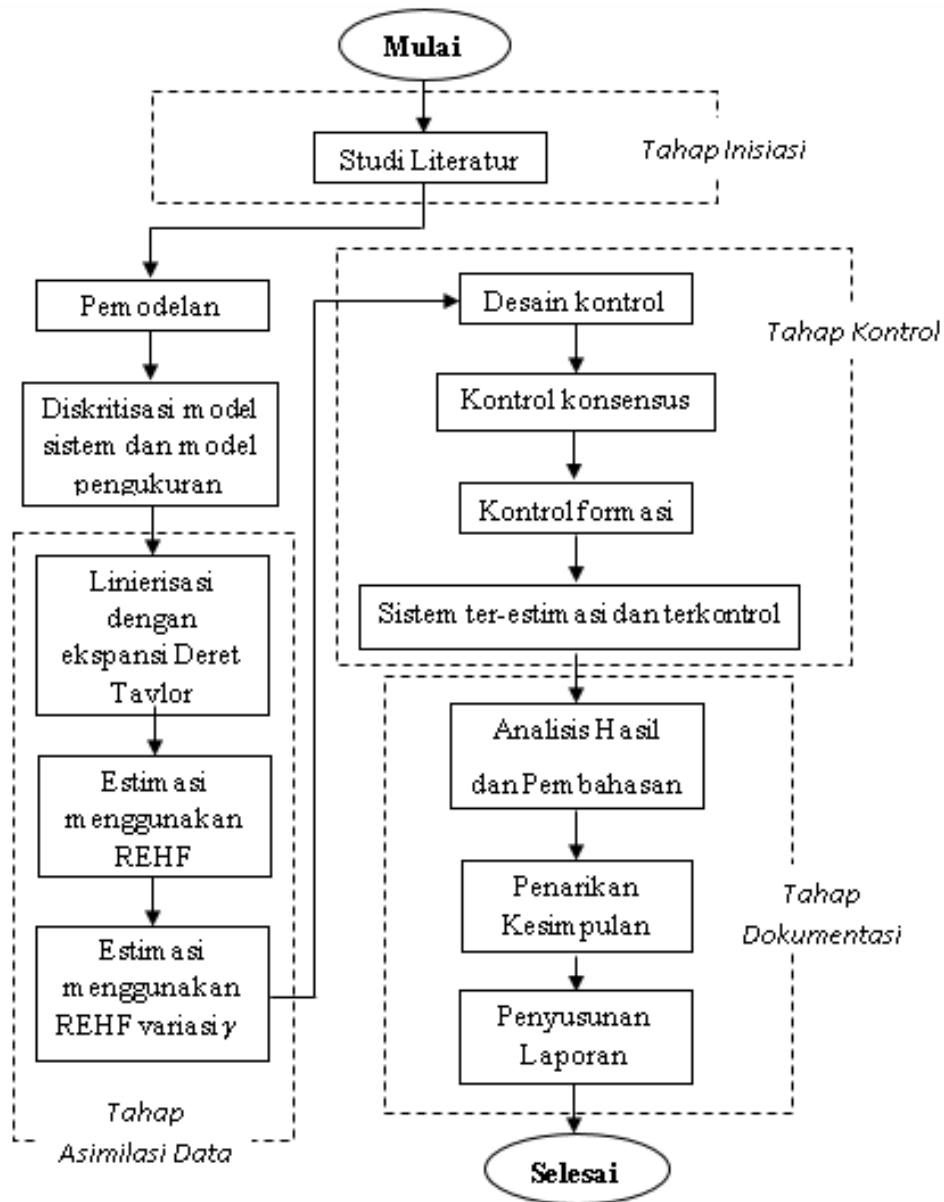 Mulai
Studi Literatur
Tahap Inisiasi
Pemodelan
Diskritisasi model
sistem dan model
pengukuran
Linierisasi
dengan
ekspansi Deret
Taylor
Estimasi
menggunakan
REHF
Estimasi
menggunakan
REHF variasi γ
Tahap
Asimilasi Data
Desain kontrol
Kontrol konsensus
Kontrol formasi
Sistem ter-estimasi dan terkontrol
Tahap Kontrol
Analisis Hasil
dan Pembahasan
Penarikan
Kesimpulan
Penyusunan
Laporan
Tahap
Dokumentasi
Selesai